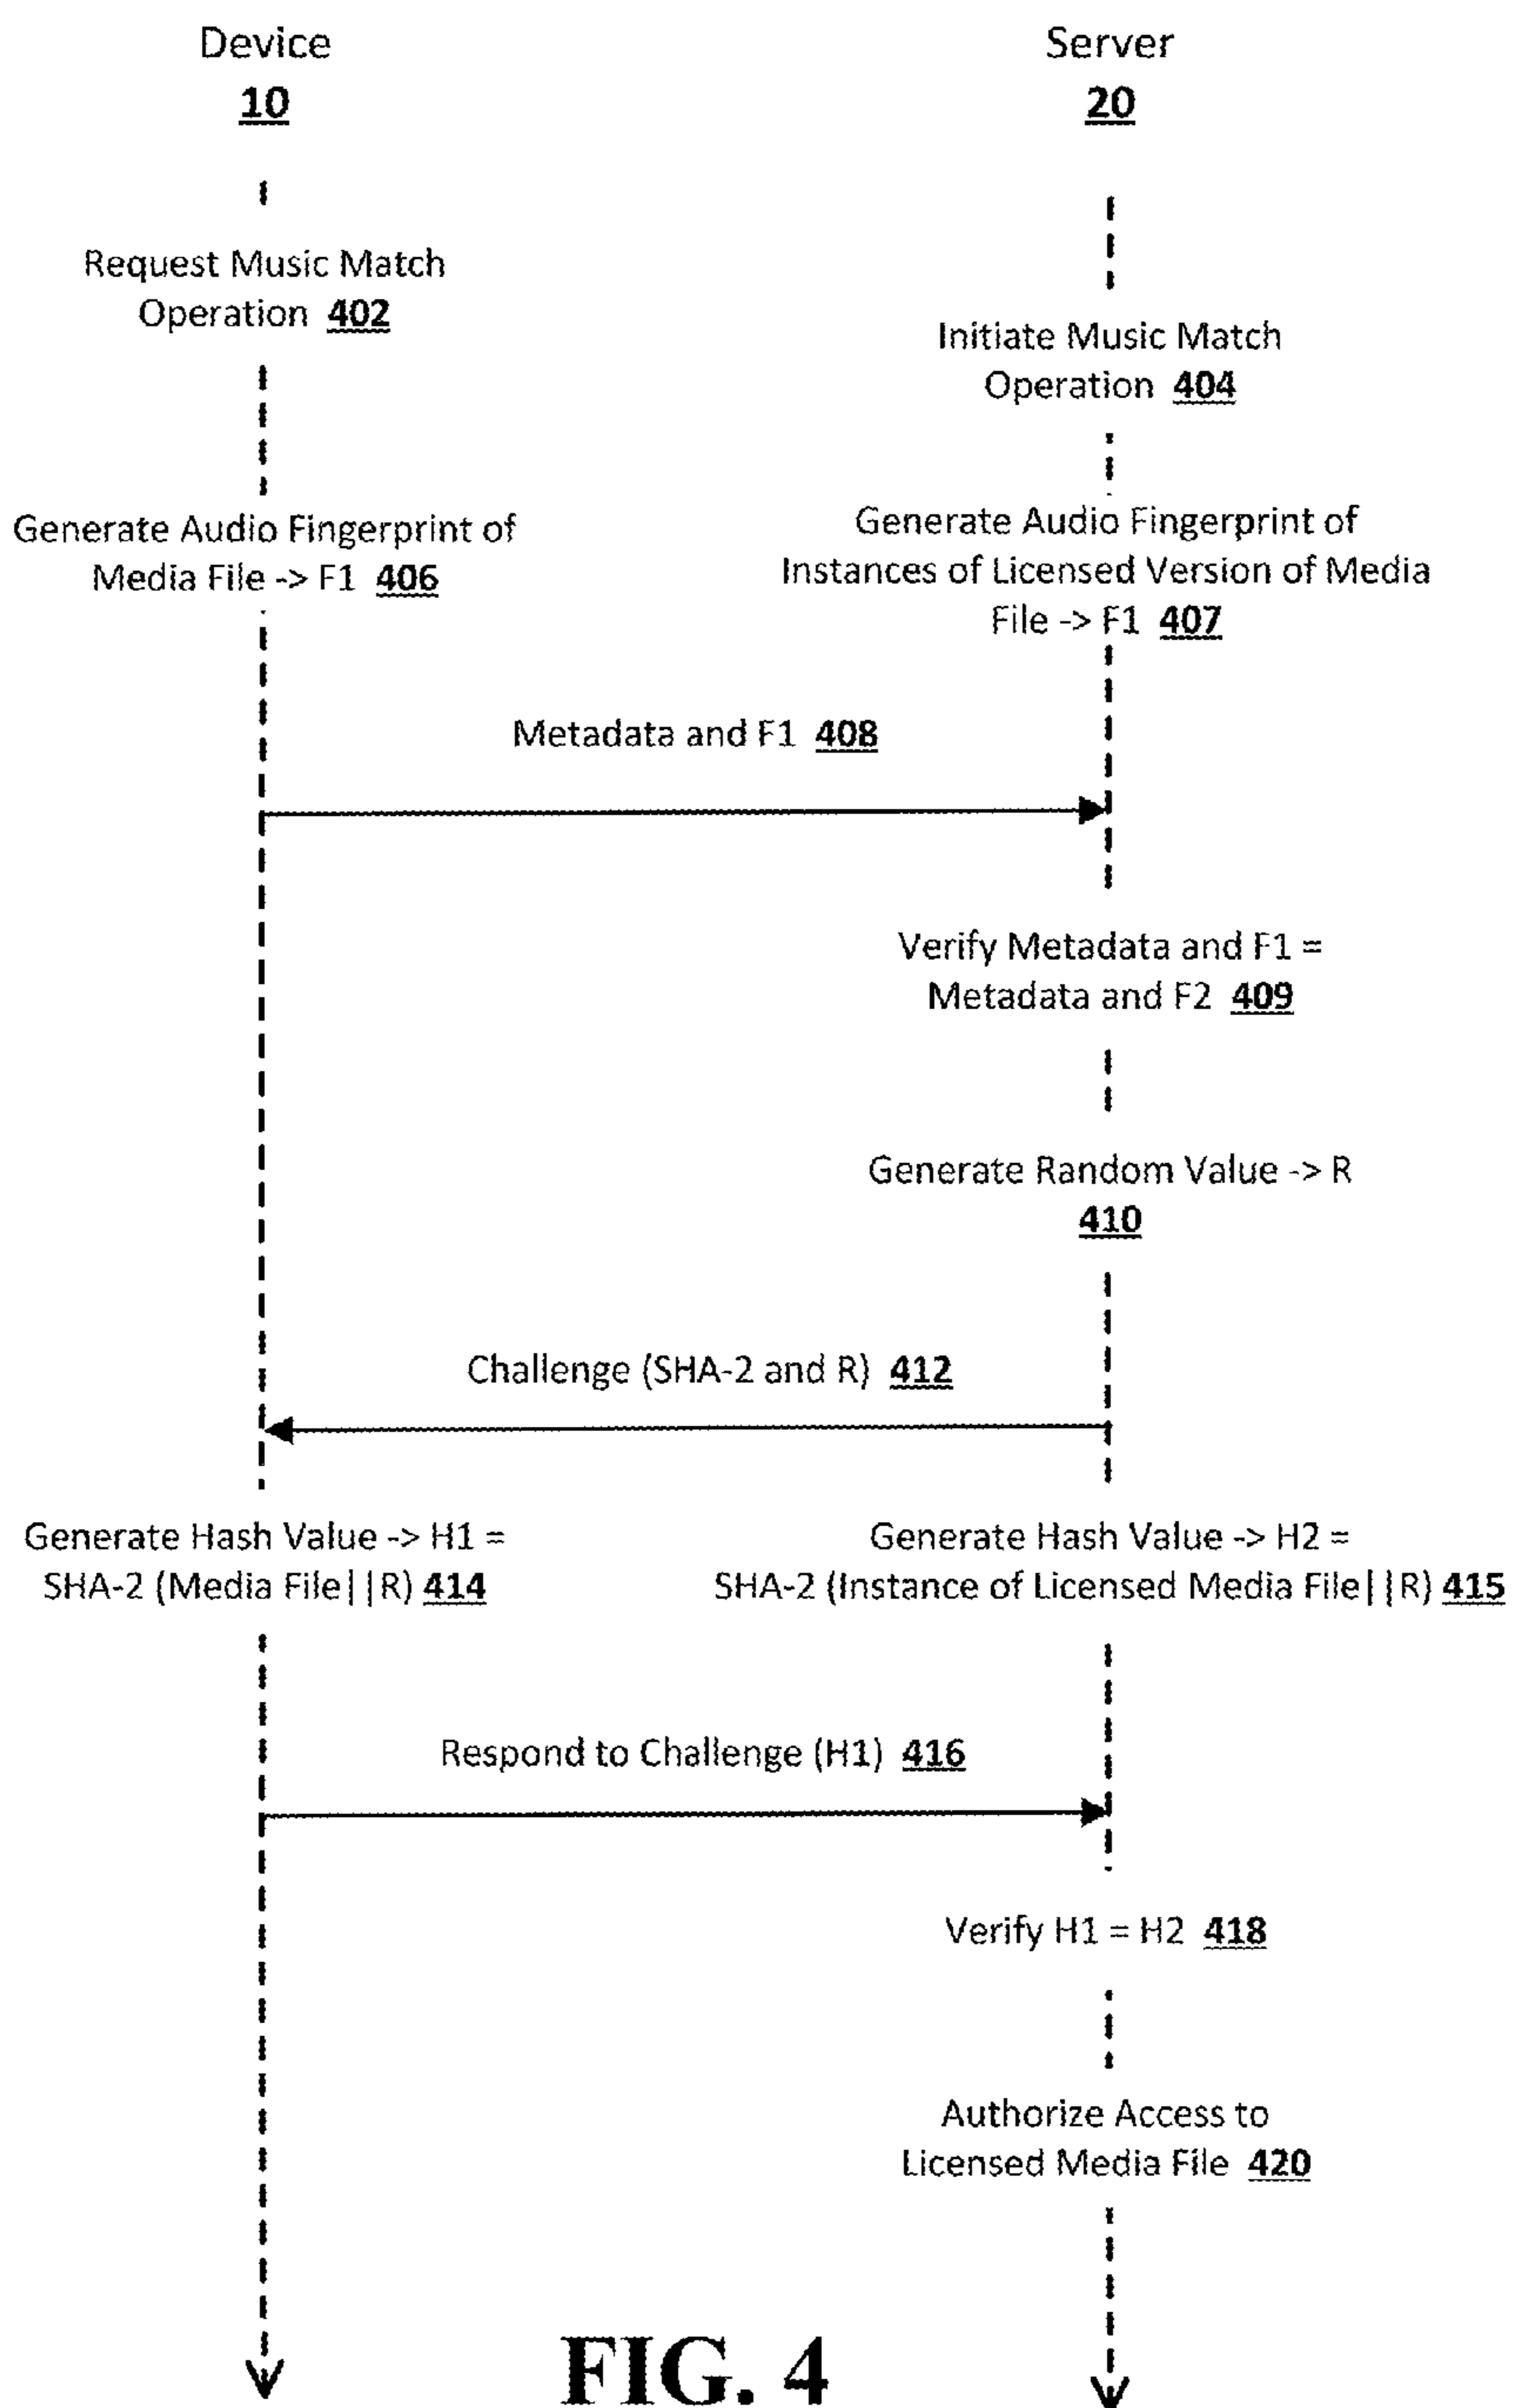 Device
10
Server
20
Request Music Match
Operation 402
Initiate Music Match
Operation 404
Generate Audio Fingerprint of
Media File -> F1 406
Generate Audio Fingerprint of
Instances of Licensed Version of Media
File -> F1 407
Metadata and F1 408
Verify Metadata and F1 =
Metadata and F2 409
Generate Random Value -> R
410
Challenge (SHA-2 and R) 412
Generate Hash Value -> H1 =
SHA-2 (Media File||R) 414
Generate Hash Value -> H2 =
SHA-2 (Instance of Licensed Media File||R) 415
Respond to Challenge (H1) 416
Verify H1 = H2 418
Authorize Access to
Licensed Media File 420
FIG. 4